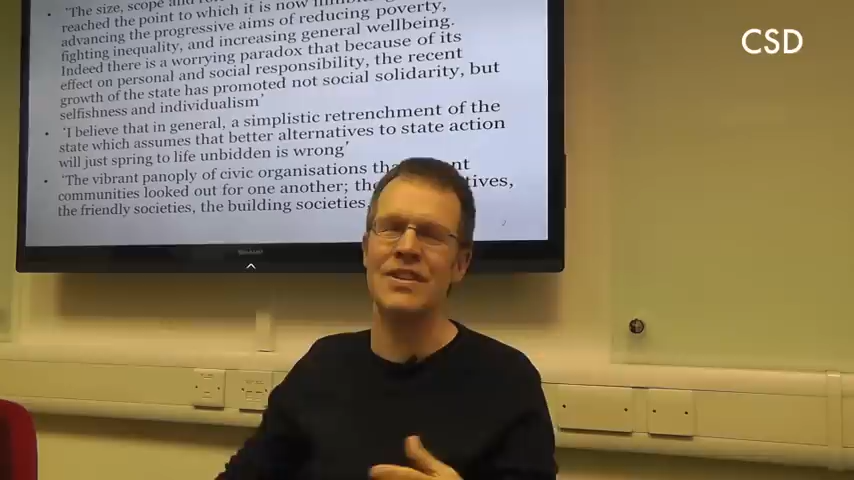 'The size, scope and
reached the point to which it is now
advancing the progressive aims of reducing poverty,
fighting inequality, and increasing general wellbeing.
Indeed there is a worrying paradox that because of its
effect on personal and social responsibility, the recent
growth of the state has promoted not social solidarity, but
selfishness and individualism'
'I believe that in general, a simplistic retrenchment of the
state which assumes that better alternatives to state action
will just spring to life unbidden is wrong'
'The vibrant panoply of civic organisations
communities looked out for one another;
the friendly societies, the building societies,
CSD
SHARP